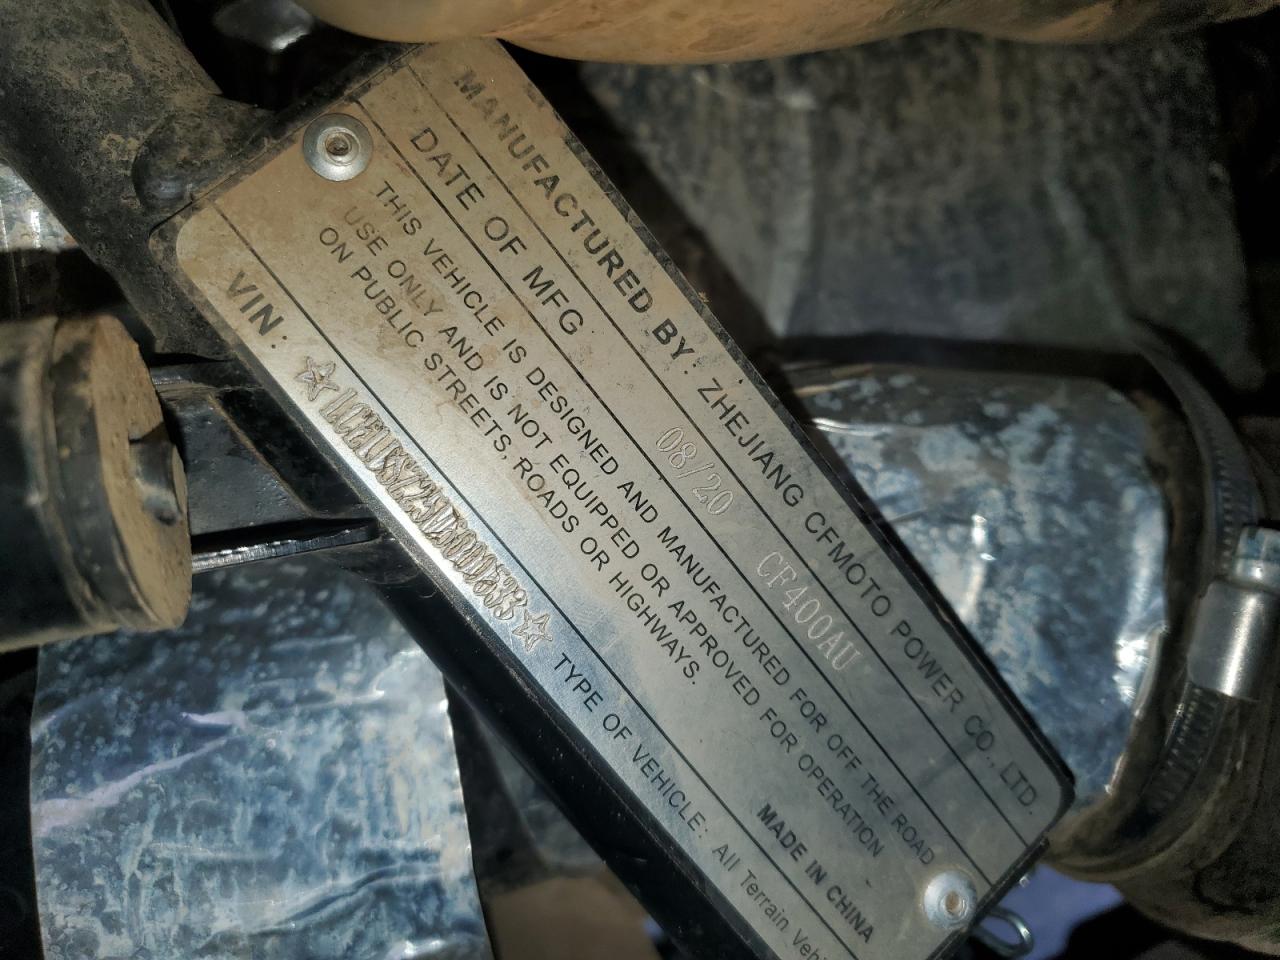 MANUFACTURED BY: ZHEJIANG CFMOTO POWER CO., LTD.
DATE OF MFG 08/20 CF400AU
THIS VEHICLE IS DESIGNED AND MANUFACTURED FOR OFF THE ROAD
USE ONLY AND IS NOT EQUIPPED OR APPROVED FOR OPERATION
ON PUBLIC STREETS, ROADS OR HIGHWAYS.
MADE IN CHINA
VIN: TYPE OF VEHICLE: All Terrain